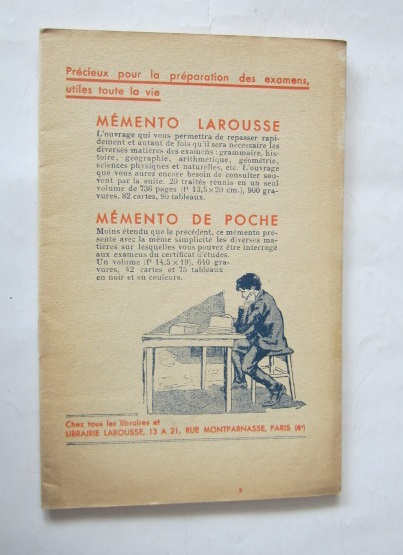 Précieux pour la préparation des examens,
utiles toute la vie
MÉMENTO LAROUSSE
L'ouvrage qui vous permettra de repasser rapi-
dement et autant de fois qu'il sera nécessaire les
diverses matières des examens : grammaire, his-
toire, géographie, arithmétique, géométrie,
sciences physiques et naturelles, etc. L'ouvrage
que vous aurez encore besoin de consulter sou-
vent par la suite. 20 traités réunis en un seul
volume de 736 pages (ft 13,5×20 cm.), 900 gra-
vures, 82 cartes, 90 tableaux.
MÉMENTO DE POCHE
Moins étendu que le précédent, ce mémento pré-
sente avec la même simplicité les diverses ma-
tières sur lesquelles vous pouvez être interrogé
aux examens du certificat d'études.
Un volume (ft 14,5 × 19), 640 gra-
vures, 42 cartes et 75 tableaux
en noir et en couleurs.
Chez tous les libraires et
LIBRAIRIE LAROUSSE, 13 A 21, RUE MONTPARNASSE, PARIS (6e)